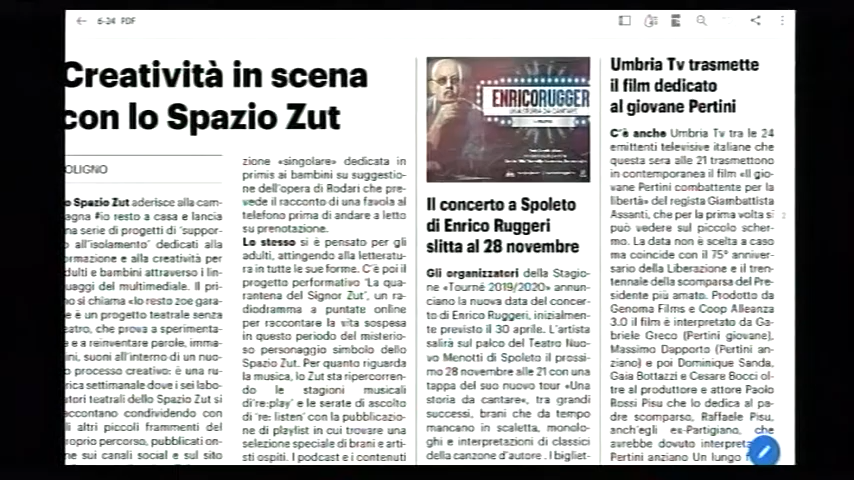 6-24 PDF
Creatività in scena
con lo Spazio Zut
OLIGNO
o Spazio Zut aderisce alla cam-
agna #io resto a casa e lancia
na serie di progetti di 'suppor-
o all'isolamento' dedicati alla
ormazione e alla creatività per
dulti e bambini attraverso i lin-
uaggi del multimediale. Il pri-
o si chiama «Io resto zoe gara-
e è un progetto teatrale senza
eatro, che prova a sperimenta-
e e a reinventare parole, imma-
ini, suoni all'interno di un nuo-
o processo creativo: è una ru-
rica settimanale dove i sei labo-
atori teatrali dello Spazio Zut si
accontano condividendo con
li altri piccoli frammenti del
roprio percorso, pubblicati on-
ne sui canali social e sul sito
zione «singolare» dedicata in
primis ai bambini su suggestio-
ne dell'opera di Rodari che pre-
vede il racconto di una favola al
telefono prima di andare a letto
su prenotazione.
Lo stesso si è pensato per gli
adulti, attingendo alla letteratu-
ra in tutte le sue forme. C'è poi il
progetto performativo 'La qua-
rantena del Signor Zut', un ra-
diodramma a puntate online
per raccontare la vita sospesa
in questo periodo del misterio-
so personaggio simbolo dello
Spazio Zut. Per quanto riguarda
la musica, lo Zut sta ripercorren-
do le stagioni musicali
di're:play' e le serate di ascolto
di 're: listen' con la pubblicazio-
ne di playlist in cui trovare una
selezione speciale di brani e arti-
sti ospiti. I podcast e i contenuti
ENRICORUGGER
Il concerto a Spoleto
di Enrico Ruggeri
slitta al 28 novembre
Gli organizzatori della Stagio-
ne «Tourné 2019/2020» annun-
ciano la nuova data del concer-
to di Enrico Ruggeri, inizialmen-
te previsto il 30 aprile. L'artista
salirà sul palco del Teatro Nuo-
vo Menotti di Spoleto il prossi-
mo 28 novembre alle 21 con una
tappa del suo nuovo tour «Una
storia da cantare», tra grandi
successi, brani che da tempo
mancano in scaletta, monolo-
ghi e interpretazioni di classici
della canzone d'autore . I bigliet-
Umbria Tv trasmette
il film dedicato
al giovane Pertini
C'è anche Umbria Tv tra le 24
emittenti televisive italiane che
questa sera alle 21 trasmettono
in contemporanea il film «Il gio-
vane Pertini combattente per la
libertà» del regista Giambattista
Assanti, che per la prima volta si
può vedere sul piccolo scher-
mo. La data non è scelta a caso
ma coincide con il 75° anniver-
sario della Liberazione e il tren-
tennale della scomparsa del Pre-
sidente più amato. Prodotto da
Genoma Films e Coop Alleanza
3.0 il film è interpretato da Ga-
briele Greco (Pertini giovane),
Massimo Dapporto (Pertini an-
ziano) e poi Dominique Sanda,
Gaia Bottazzi e Cesare Bocci ol-
tre al produttore e attore Paolo
Rossi Pisu che lo dedica al pa-
dre scomparso, Raffaele Pisu,
anch'egli ex-Partigiano, che
avrebbe dovuto interpreta
Pertini anziano Un lungo f